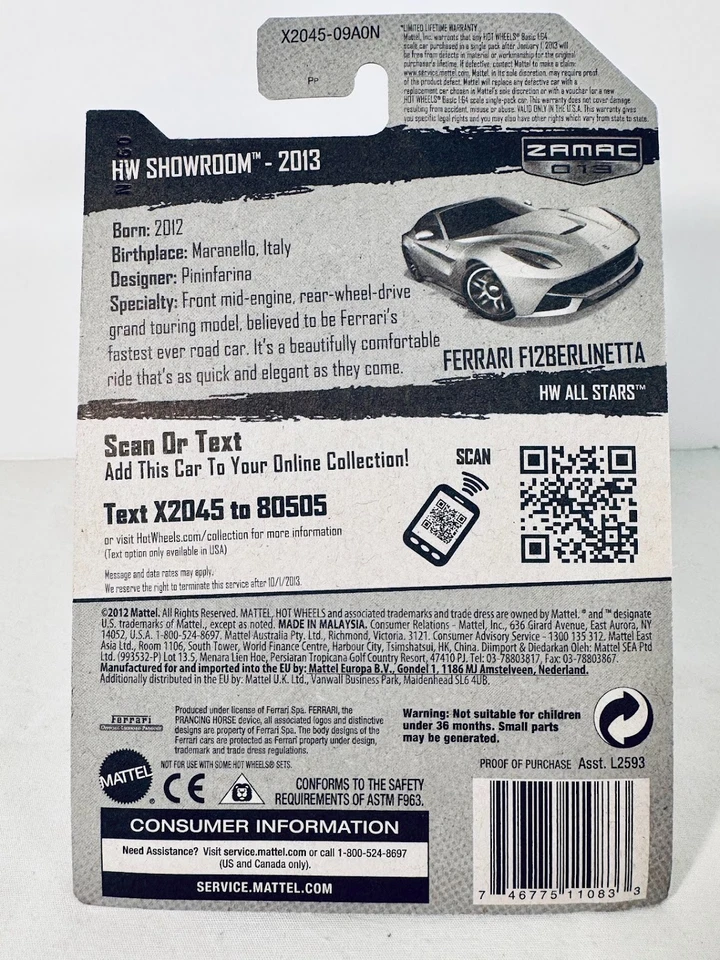 X2045-09A0N
PP
*LIMITED LIFETIME WARRANTY
Mattel, Inc. warrants that any HOT WHEELS® Basic 1:64
scale car purchased in a single pack after January 1, 2013 will
be free from defects in material or workmanship for the original
purchaser's lifetime. If defective, contact Mattel to make a claim:
www.service.mattel.com. Mattel, in its sole discretion, may require proof
of the product defect. Mattel will replace any defective car with a
replacement car chosen in Mattel's sole discretion or with a voucher for a new
HOT WHEELS® Basic 1:64 scale single-pack car. This warranty does not cover damage
resulting from accident, misuse or abuse. VALID ONLY IN THE U.S.A. This warranty gives
you specific legal rights and you may also have other rights which vary from state to state.
HW SHOWROOM™ - 2013
ZAMAC
013
Born: 2012
Birthplace: Maranello, Italy
Designer: Pininfarina
Specialty: Front mid-engine, rear-wheel-drive
grand touring model, believed to be Ferrari's
fastest ever road car. It's a beautifully comfortable
ride that's as quick and elegant as they come.
FERRARI F12BERLINETTA
HW ALL STARS™
Scan Or Text
Add This Car To Your Online Collection!
SCAN
Text X2045 to 80505
or visit HotWheels.com/collection for more information
(Text option only available in USA)
Message and data rates may apply.
We reserve the right to terminate this service after 10/1/2013.
©2012 Mattel. All Rights Reserved. MATTEL, HOT WHEELS and associated trademarks and trade dress are owned by Mattel. ® and ™ designate
U.S. trademarks of Mattel, except as noted. MADE IN MALAYSIA. Consumer Relations - Mattel, Inc., 636 Girard Avenue, East Aurora, NY
14052, U.S.A. 1-800-524-8697. Mattel Australia Pty. Ltd., Richmond, Victoria. 3121. Consumer Advisory Service - 1300 135 312. Mattel East
Asia Ltd., Room 1106, South Tower, World Finance Centre, Harbour City, Tsimshatsui, HK, China. Diimport & Diedarkan Oleh: Mattel SEA Ptd
Ltd. (993532-P) Lot 13.5, Menara Lien Hoe, Persiaran Tropicana Golf Country Resort, 47410 PJ. Tel: 03-78803817, Fax: 03-78803867.
Manufactured for and imported into the EU by: Mattel Europa B.V., Gondel 1, 1186 MJ Amstelveen, Nederland.
Additionally distributed in the EU by: Mattel U.K. Ltd., Vanwall Business Park, Maidenhead SL6 4UB.
Ferrari
Official Licensed Product
Produced under license of Ferrari Spa. FERRARI, the
PRANCING HORSE device, all associated logos and distinctive
designs are property of Ferrari Spa. The body designs of the
Ferrari cars are protected as Ferrari property under design,
trademark and trade dress regulations.
Warning: Not suitable for children
under 36 months. Small parts
may be generated.
NOT FOR USE WITH SOME HOT WHEELS® SETS.
PROOF OF PURCHASE Asst. L2593
MATTEL®
CE
CONFORMS TO THE SAFETY
REQUIREMENTS OF ASTM F963.
CONSUMER INFORMATION
Need Assistance? Visit service.mattel.com or call 1-800-524-8697
(US and Canada only).
SERVICE.MATTEL.COM
7 46775 11083 3